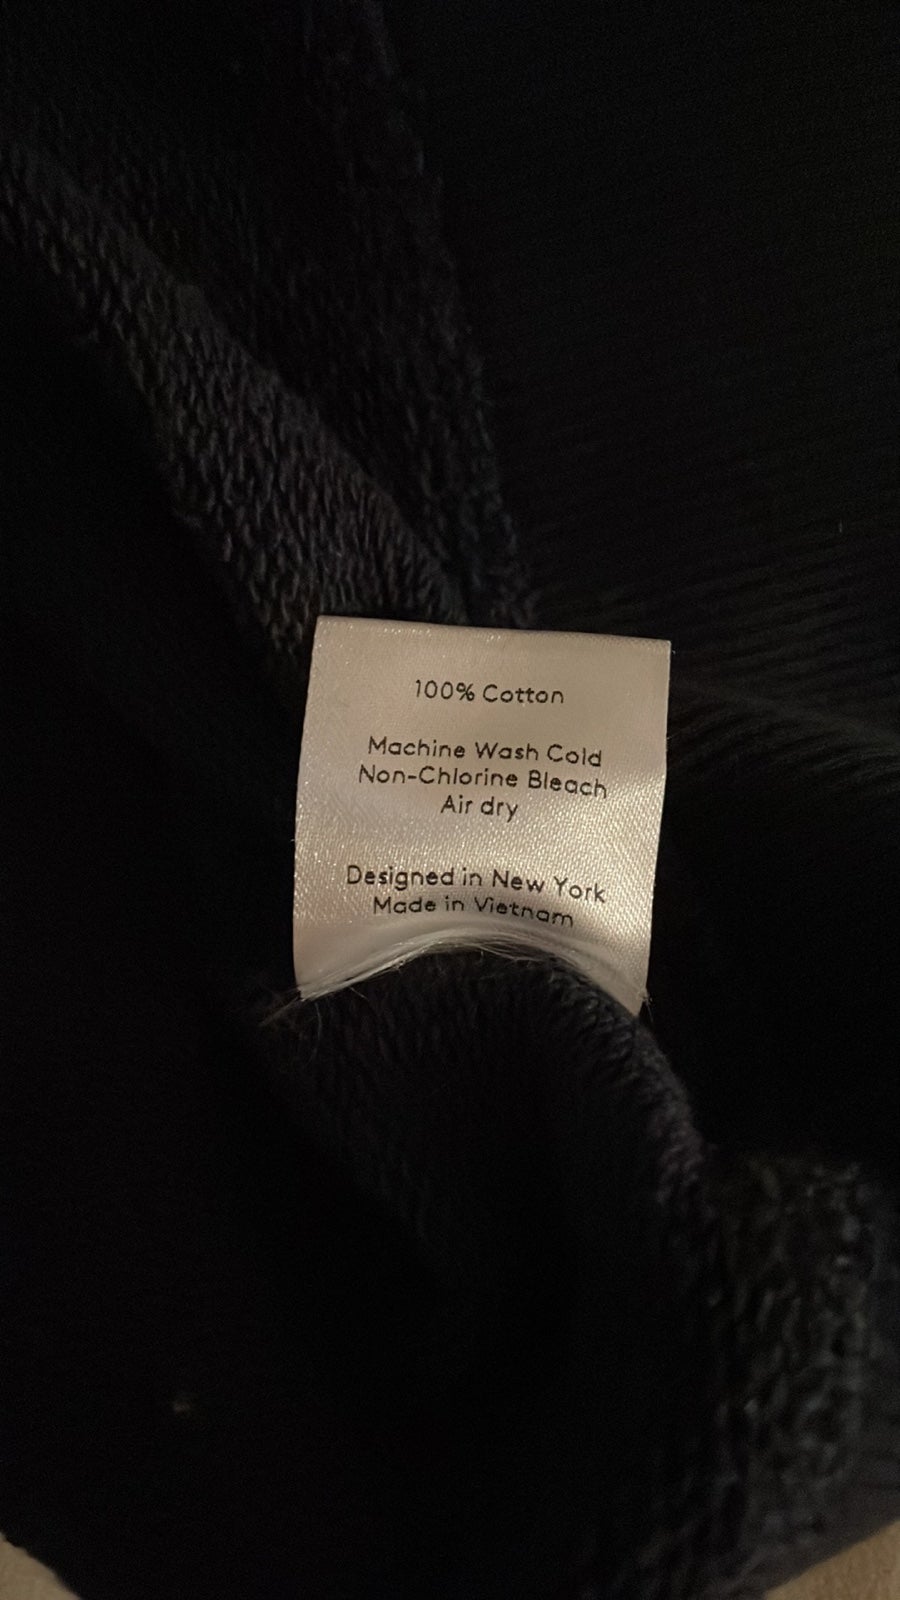 100% Cotton
Machine Wash Cold
Non-Chlorine Bleach
Air dry
Designed in New York
Made in Vietnam